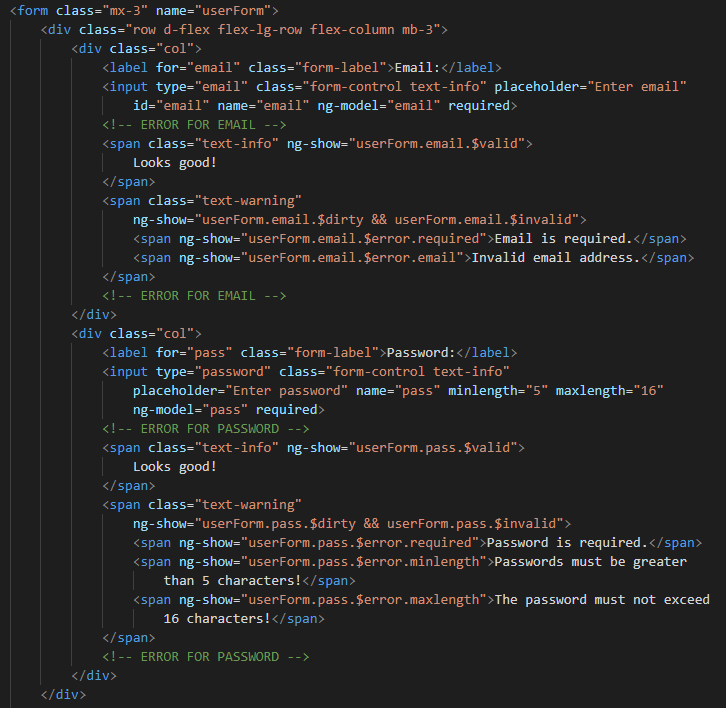 <form class="mx-3" name="userForm">
<div class="row d-flex flex-lg-row flex-column mb-3">
<div class="col">
<label for="email" class="form-label">Email:</label>
<input type="email" class="form-control text-info" placeholder="Enter email"
id="email" name="email" ng-model="email" required>
<!-- ERROR FOR EMAIL -->
<span class="text-info" ng-show="userForm.email.$valid">
Looks good!
</span>
<span class="text-warning"
ng-show="userForm.email.$dirty && userForm.email.$invalid">
<span ng-show="userForm.email.$error.required">Email is required.</span>
<span ng-show="userForm.email.$error.email">Invalid email address.</span>
</span>
<!-- ERROR FOR EMAIL -->
</div>
<div class="col">
<label for="pass" class="form-label">Password:</label>
<input type="password" class="form-control text-info"
placeholder="Enter password" name="pass" minlength="5" maxlength="16"
ng-model="pass" required>
<!-- ERROR FOR PASSWORD -->
<span class="text-info" ng-show="userForm.pass.$valid">
Looks good!
</span>
<span class="text-warning"
ng-show="userForm.pass.$dirty && userForm.pass.$invalid">
<span ng-show="userForm.pass.$error.required">Password is required.</span>
<span ng-show="userForm.pass.$error.minlength">Passwords must be greater
than 5 characters!</span>
<span ng-show="userForm.pass.$error.maxlength">The password must not exceed
16 characters!</span>
</span>
<!-- ERROR FOR PASSWORD -->
</div>
</div>